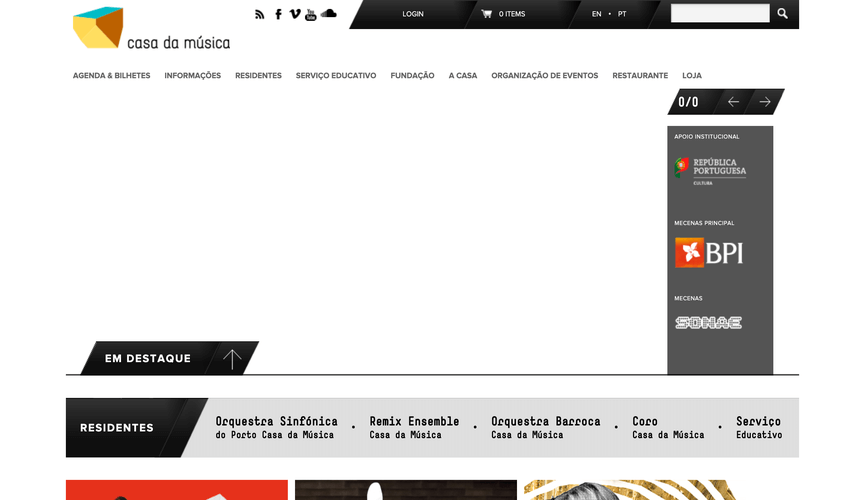 LOGIN
0 ITEMS
EN • PT
You
Tube
casa da música
AGENDA & BILHETES
INFORMAÇÕES
RESIDENTES
SERVIÇO EDUCATIVO
FUNDAÇÃO
A CASA
ORGANIZAÇÃO DE EVENTOS
RESTAURANTE
LOJA
0/0
APOIO INSTITUCIONAL
REPÚBLICA
PORTUGUESA
CULTURA
MECENAS PRINCIPAL
BPI
MECENAS
SONAE
EM DESTAQUE
RESIDENTES
Orquestra Sinfónica
do Porto Casa da Música
Remix Ensemble
Casa da Música
Orquestra Barroca
Casa da Música
Coro
Casa da Música
Serviço
Educativo